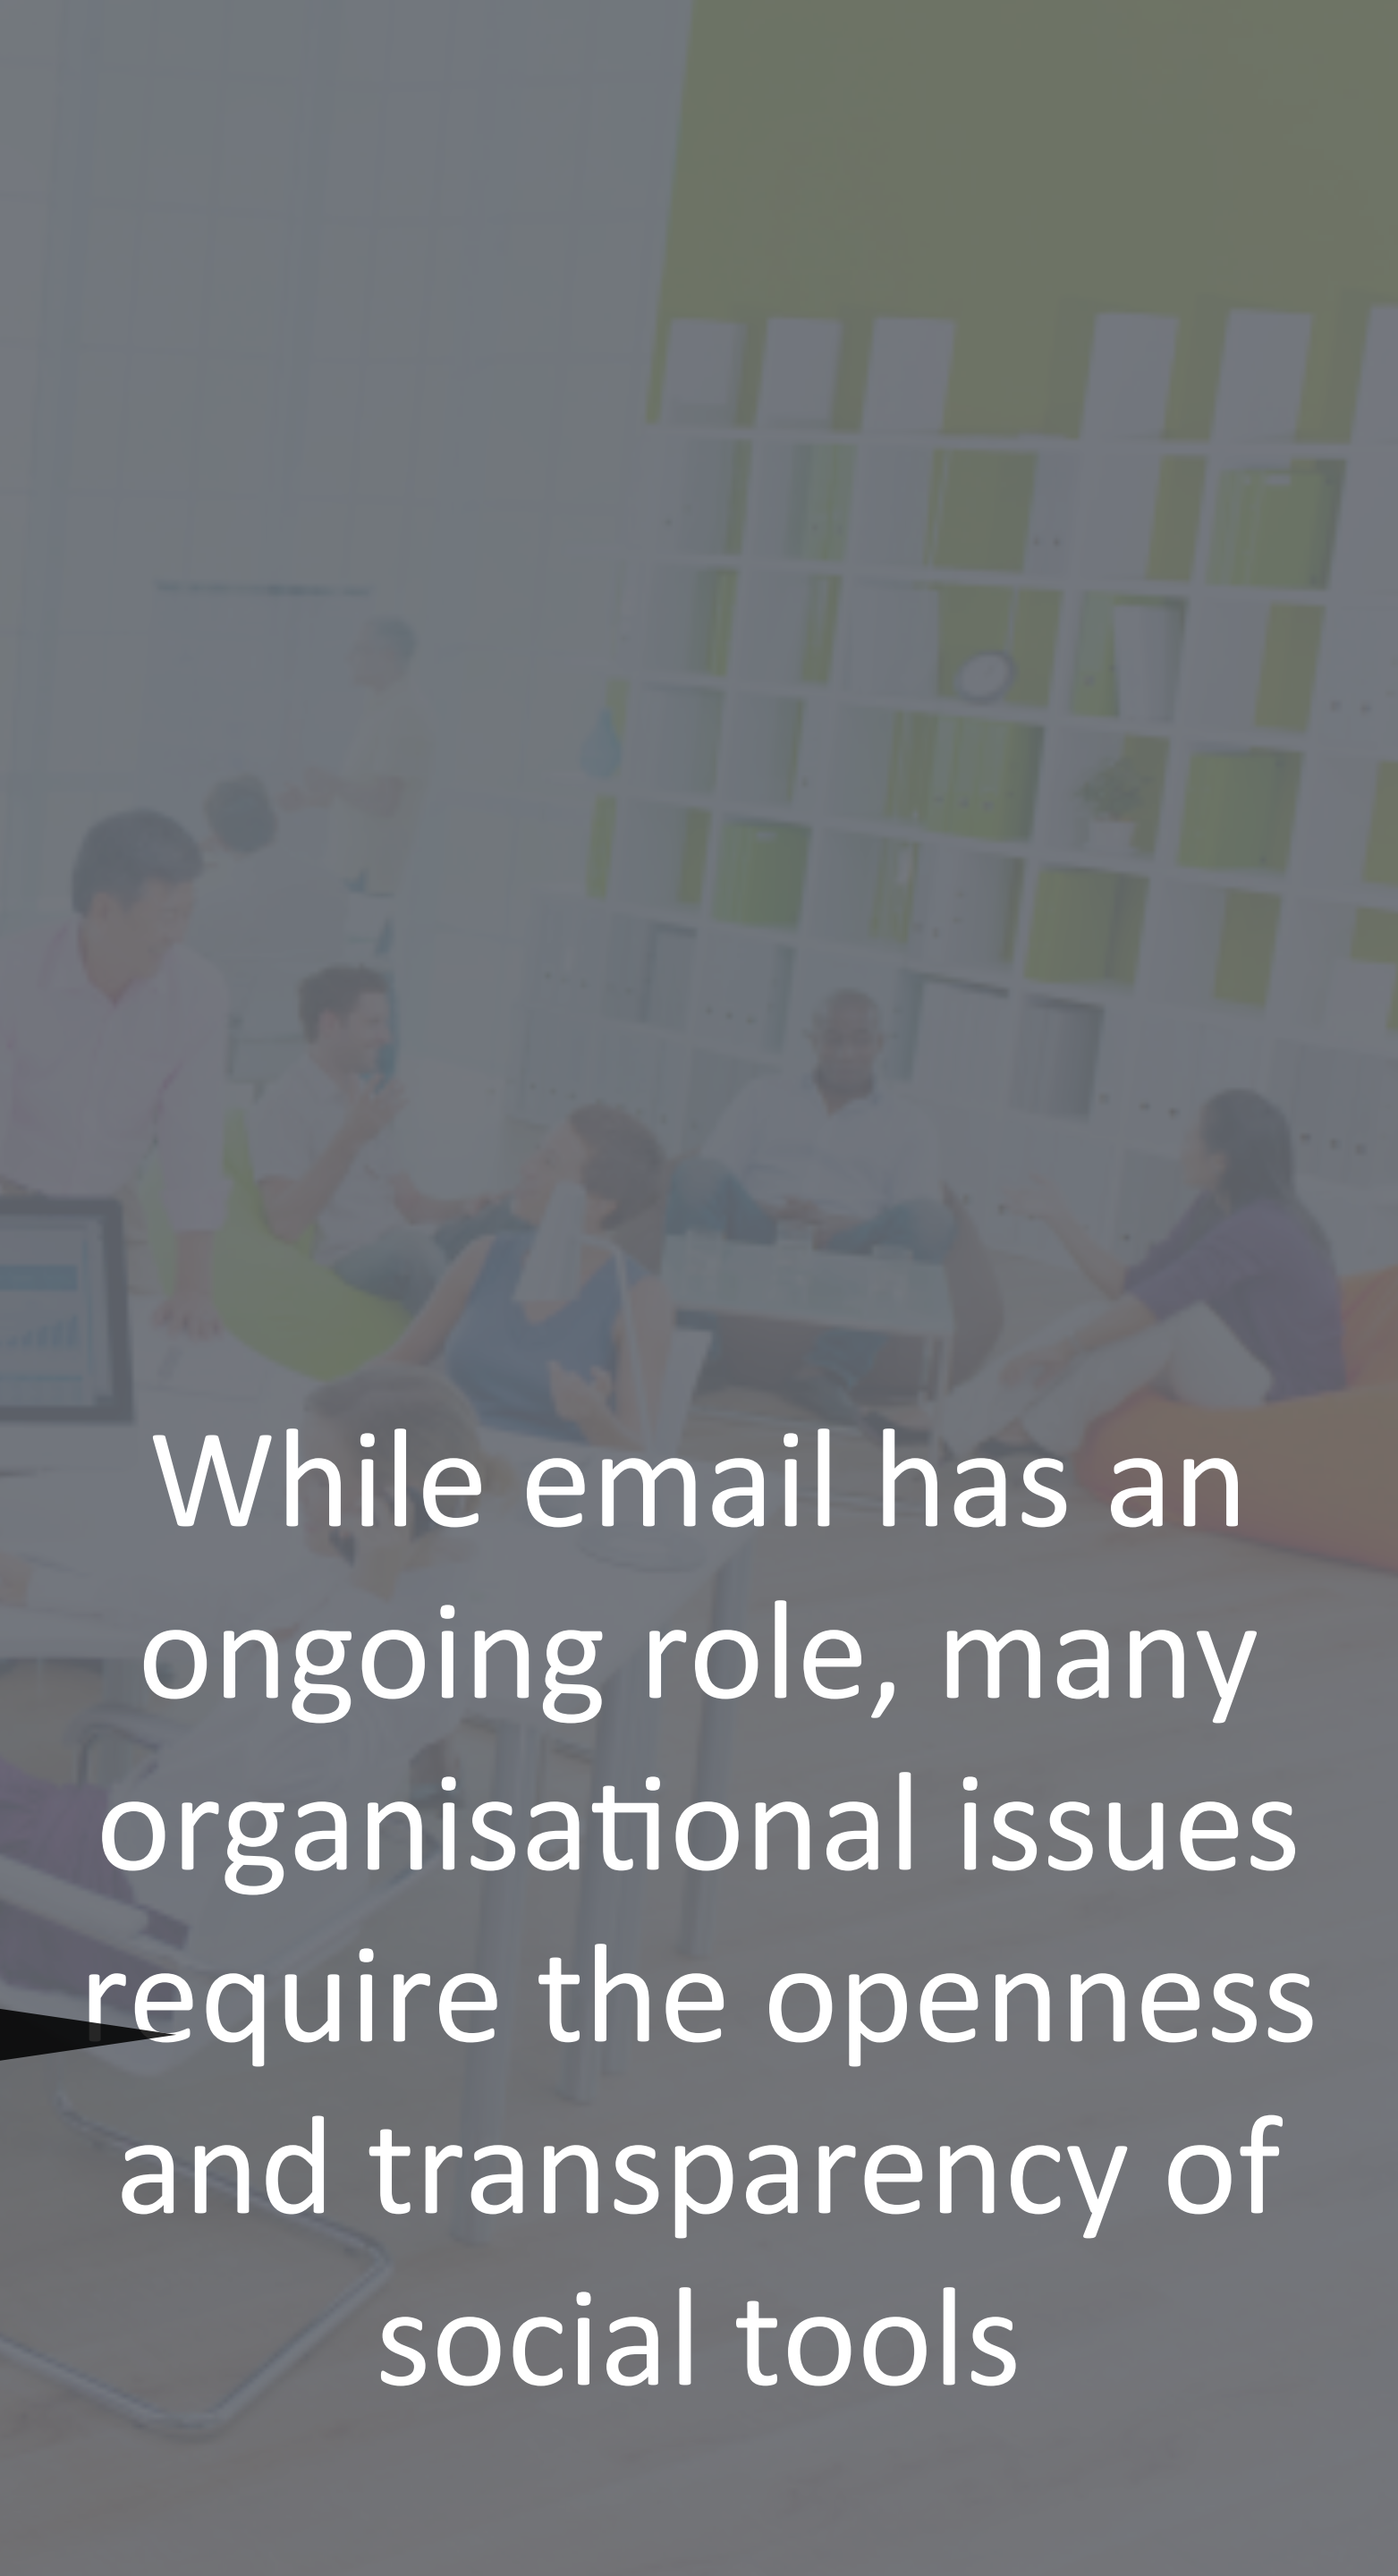 While email has an
ongoing role, many
organisational issues
require the openness
and transparency of
social tools